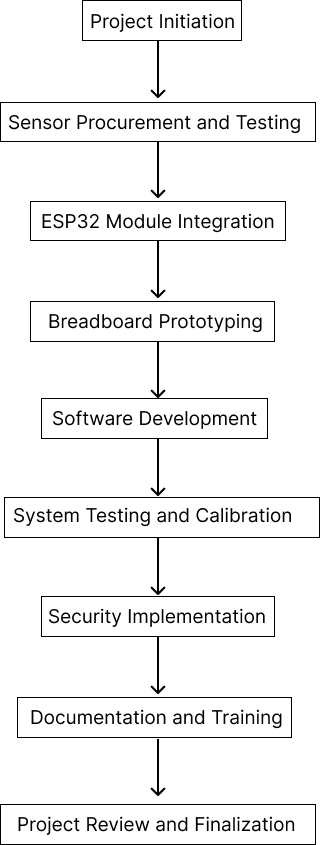 Project Initiation
Sensor Procurement and Testing
ESP32 Module Integration
Breadboard Prototyping
Software Development
System Testing and Calibration
Security Implementation
Documentation and Training
Project Review and Finalization